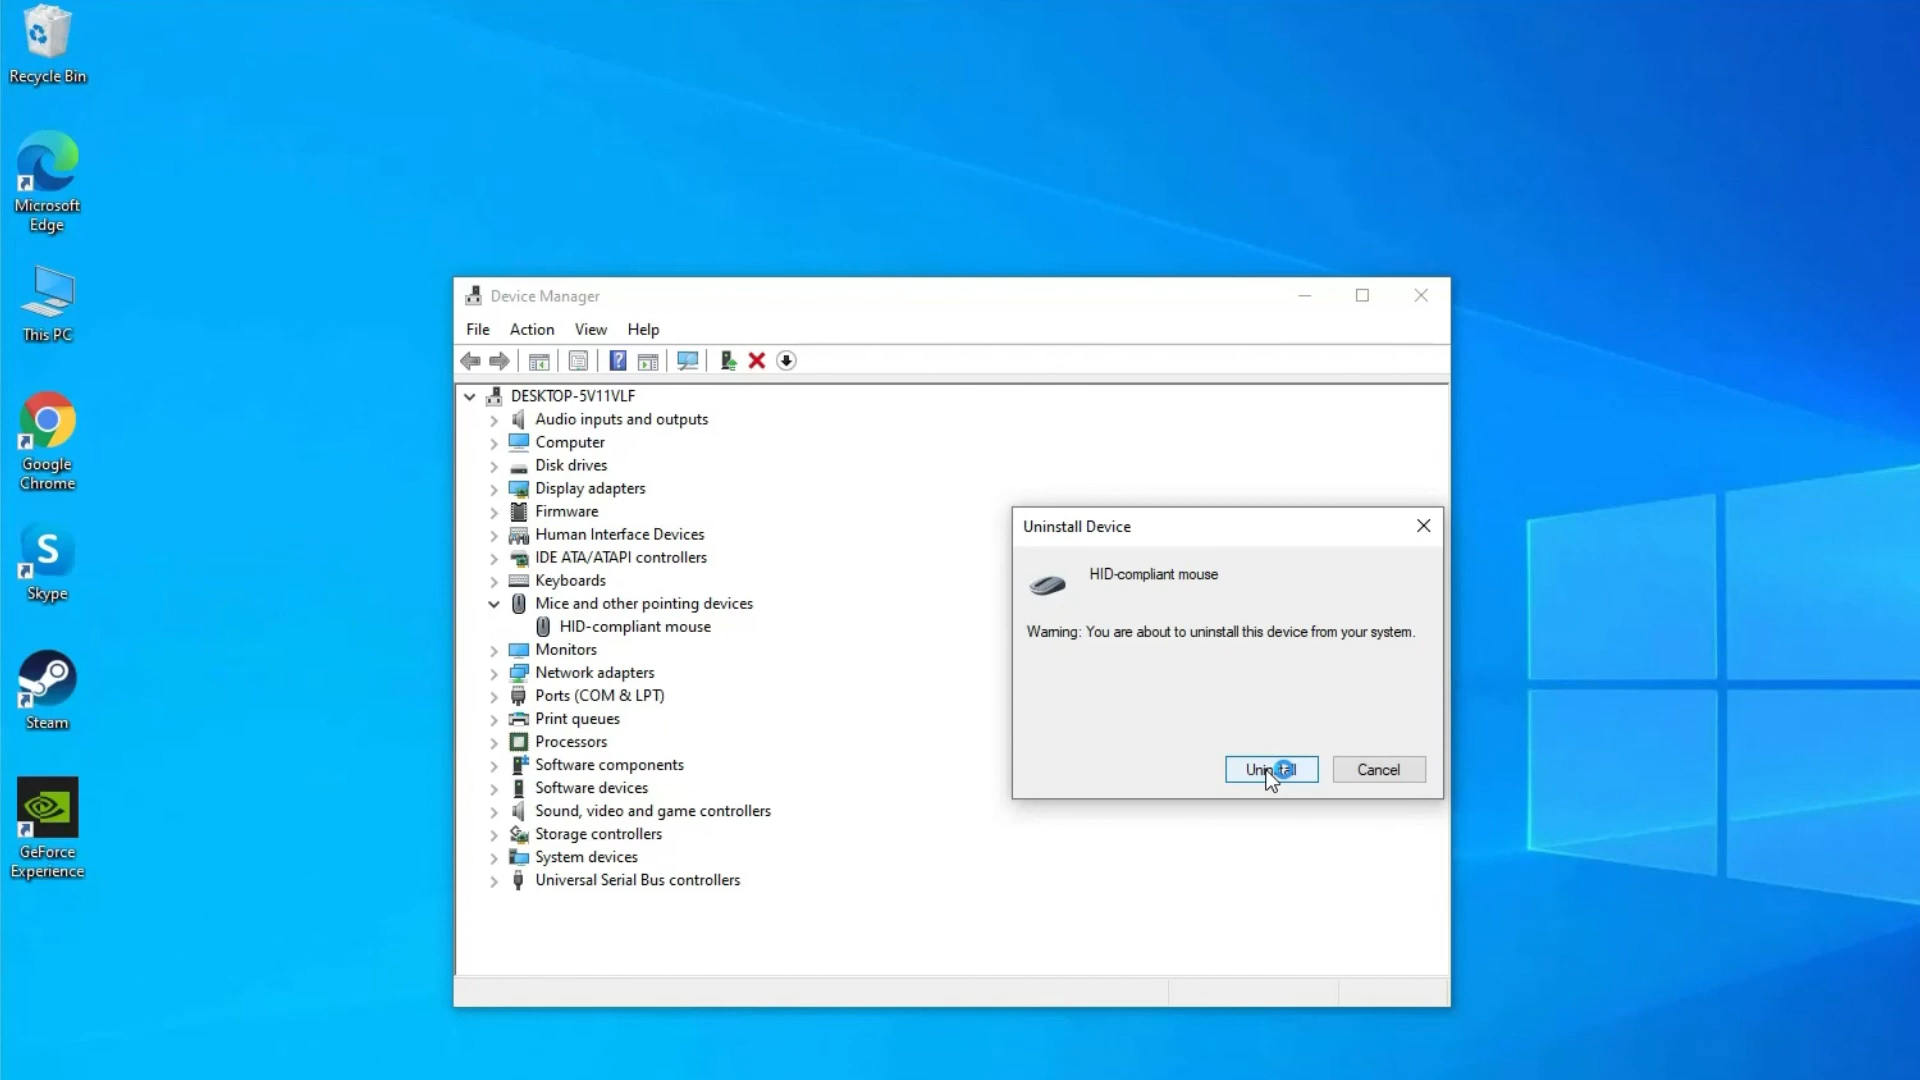 Recycle Bin
Microsoft
Edge
This PC
Google
Chrome
Skype
Steam
GeForce
Experience
Device Manager
File Action View Help
DESKTOP-5V11VLF
Audio inputs and outputs
Computer
Disk drives
Display adapters
Firmware
Human Interface Devices
IDE ATA/ATAPI controllers
Keyboards
Mice and other pointing devices
HID-compliant mouse
Monitors
Network adapters
Ports (COM & LPT)
Print queues
Processors
Software components
Software devices
Sound, video and game controllers
Storage controllers
System devices
Universal Serial Bus controllers
Uninstall Device
HID-compliant mouse
Warning: You are about to uninstall this device from your system.
Uninstall Cancel